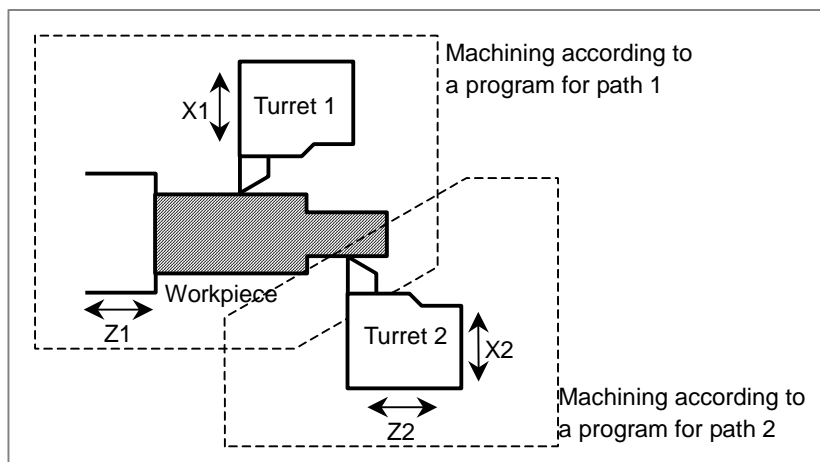 Machining according to
a program for path 1
X1
Turret 1
Workpiece
Z1
Turret 2
X2
Z2
Machining according to
a program for path 2